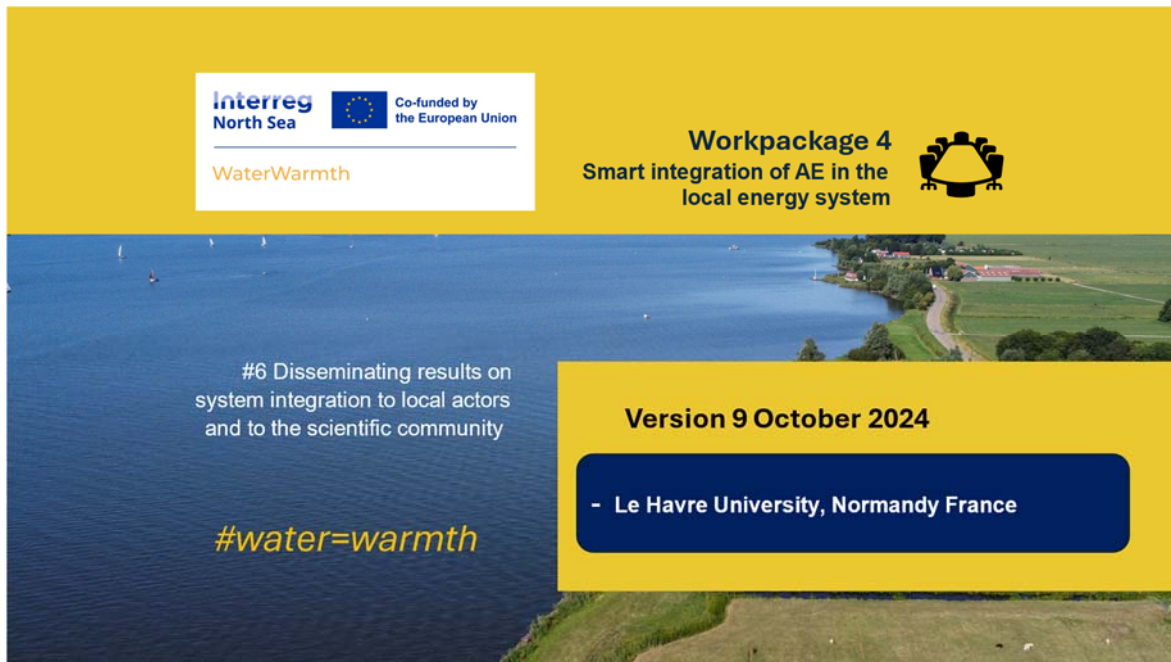 Interreg
North Sea
Co-funded by
the European Union
WaterWarmth
Workpackage 4
Smart integration of AE in the
local energy system
#6 Disseminating results on
system integration to local actors
and to the scientific community
#water=warmth
Version 9 October 2024
- Le Havre University, Normandy France